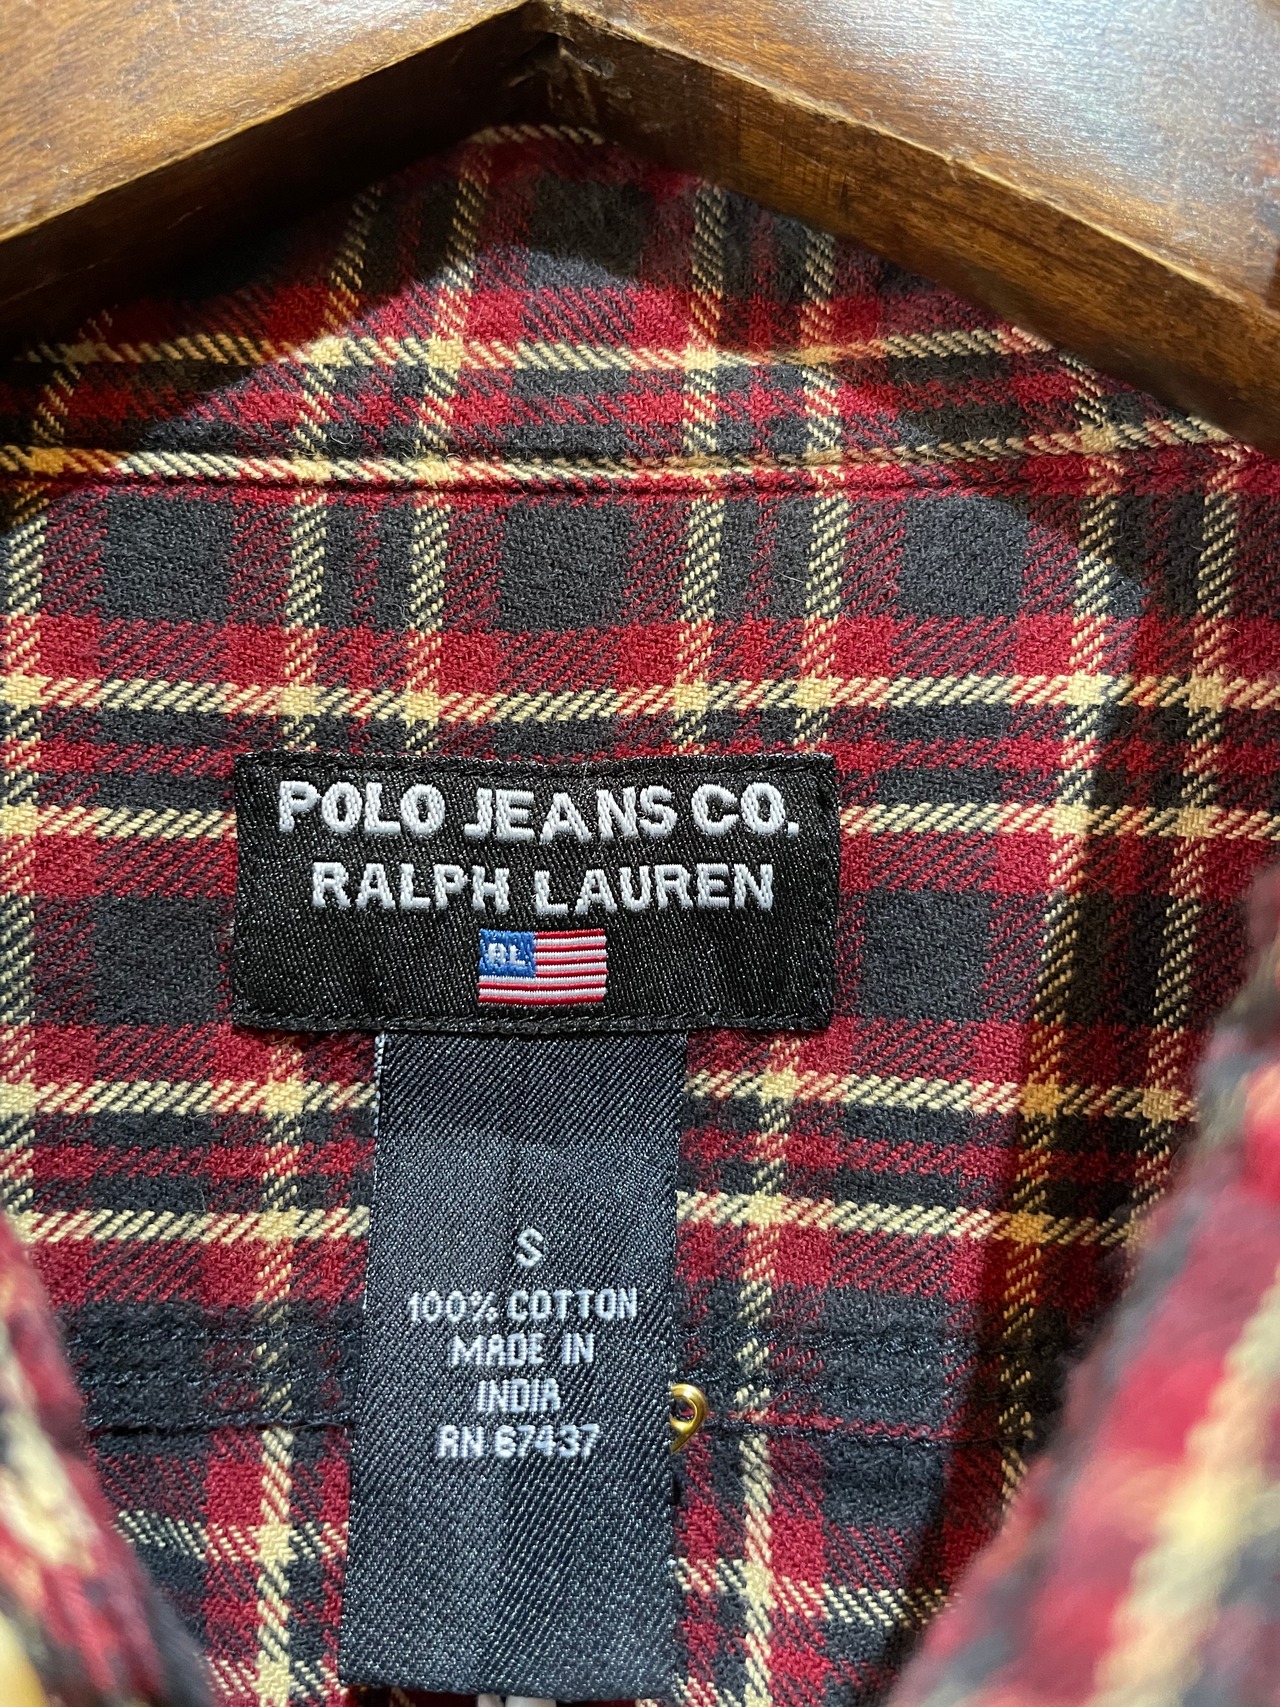 POLO JEANS CO.
RALPH LAUREN
RL
S
100% COTTON
MADE IN
INDIA
RN 67437